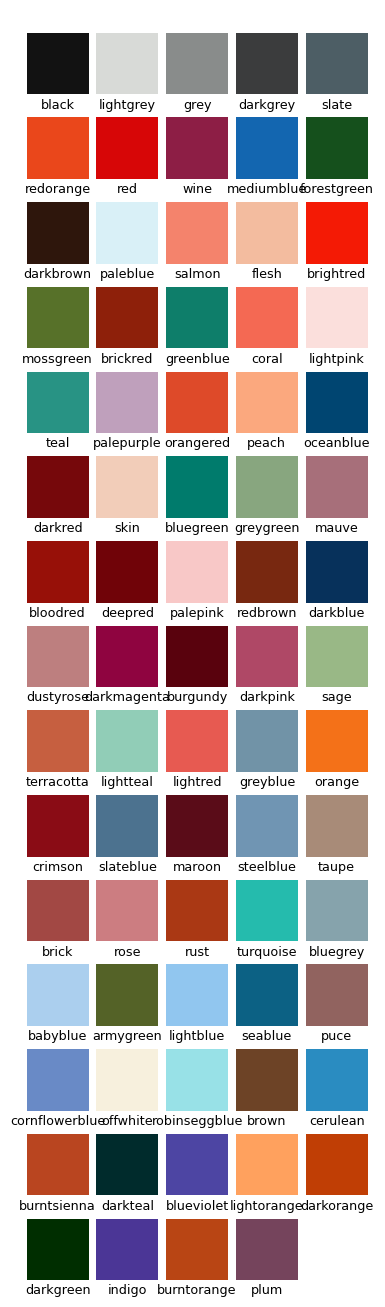 black lightgrey grey darkgrey slate
redorange red wine mediumblue forestgreen
darkbrown paleblue salmon flesh brightred
mossgreen brickred greenblue coral lightpink
teal palepurple orangered peach oceanblue
darkred skin bluegreen greygreen mauve
bloodred deepred palepink redbrown darkblue
dustyrose darkmagenta burgundy darkpink sage
terracotta lightteal lightred greyblue orange
crimson slateblue maroon steelblue taupe
brick rose rust turquoise bluegrey
babyblue armygreen lightblue seablue puce
cornflowerblue offwhite robinseggblue brown cerulean
burntsienna darkteal blueviolet lightorange darkorange
darkgreen indigo burntorange plum